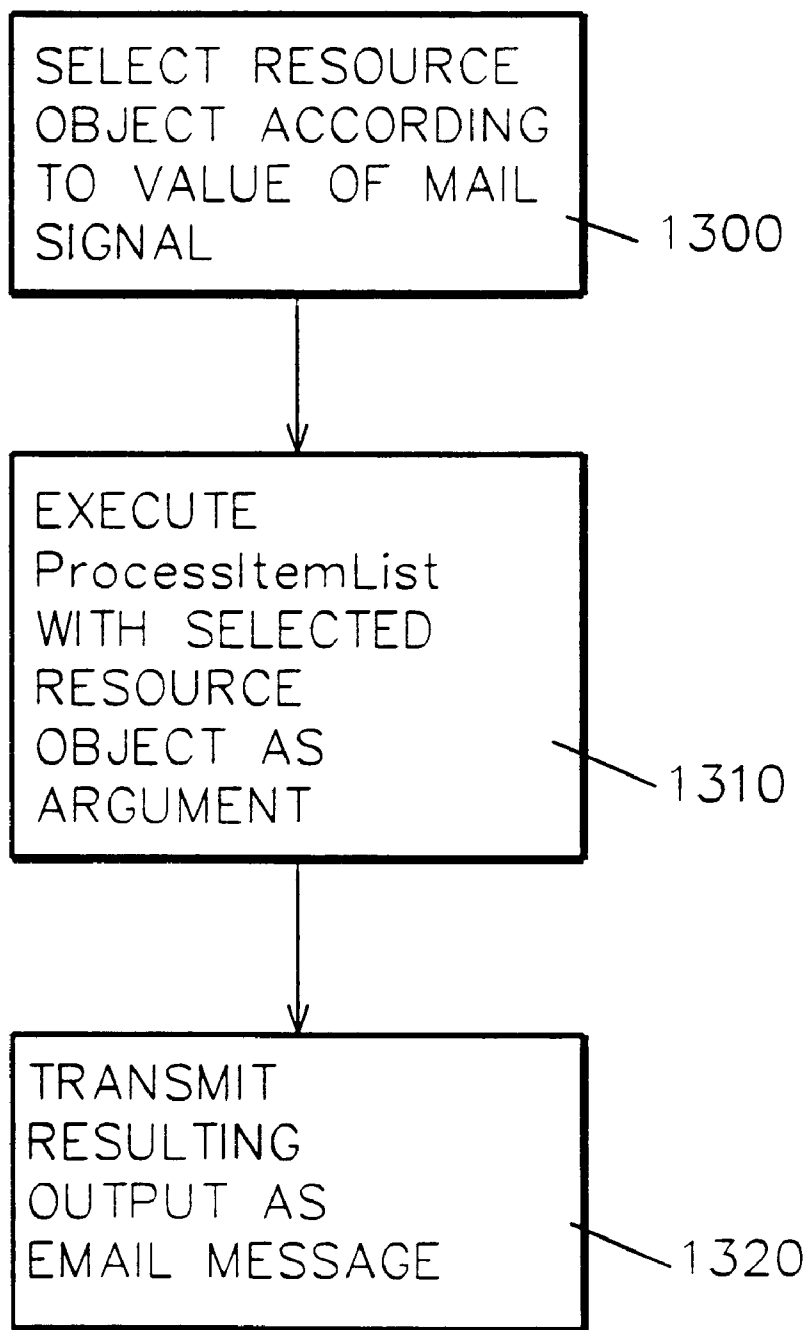 SELECT RESOURCE
OBJECT ACCORDING
TO VALUE OF MAIL
SIGNAL
1300
EXECUTE
ProcessItemList
WITH SELECTED
RESOURCE
OBJECT AS
ARGUMENT
1310
TRANSMIT
RESULTING
OUTPUT AS
EMAIL MESSAGE
1320